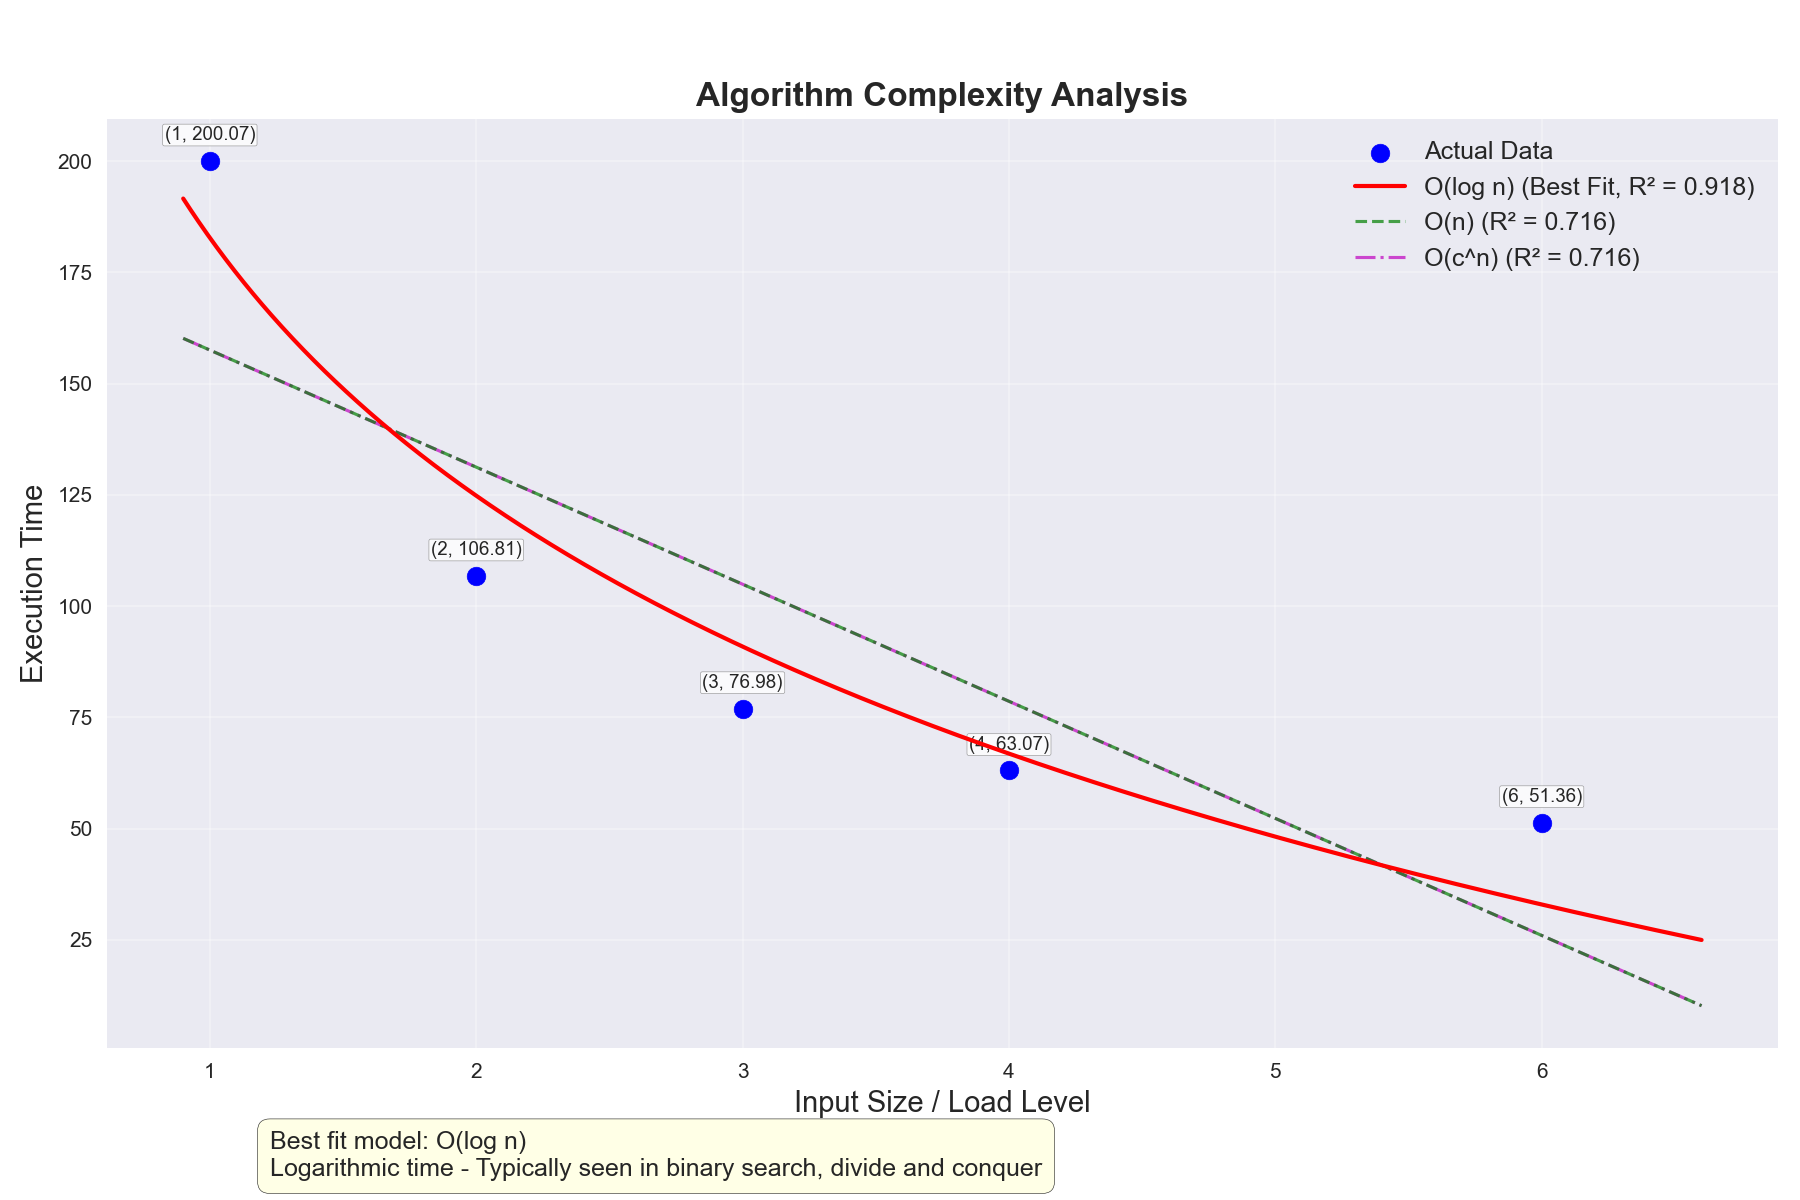 Algorithm Complexity Analysis
(1, 200.07)
(2, 106.81)
(3, 76.98)
(4, 63.07)
(6, 51.36)
Actual Data
O(log n) (Best Fit, R² = 0.918)
O(n) (R² = 0.716)
O(c^n) (R² = 0.716)
Execution Time
200
175
150
125
100
75
50
25
1 2 3 4 5 6
Input Size / Load Level
Best fit model: O(log n)
Logarithmic time - Typically seen in binary search, divide and conquer